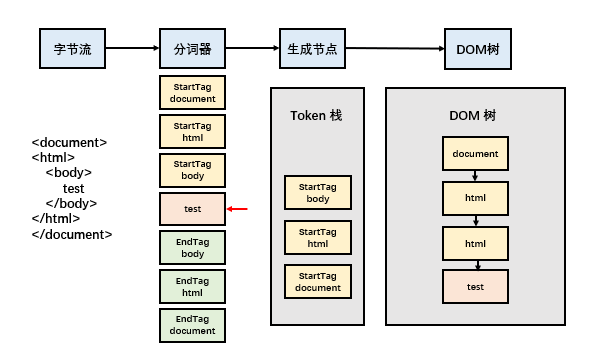 字节流
分词器
生成节点
DOM树
<document>
<html>
<body>
test
</body>
</html>
</document>
StartTag
document
StartTag
html
StartTag
body
test
EndTag
body
EndTag
html
EndTag
document
Token 栈
StartTag
body
StartTag
html
StartTag
document
DOM 树
document
html
html
test